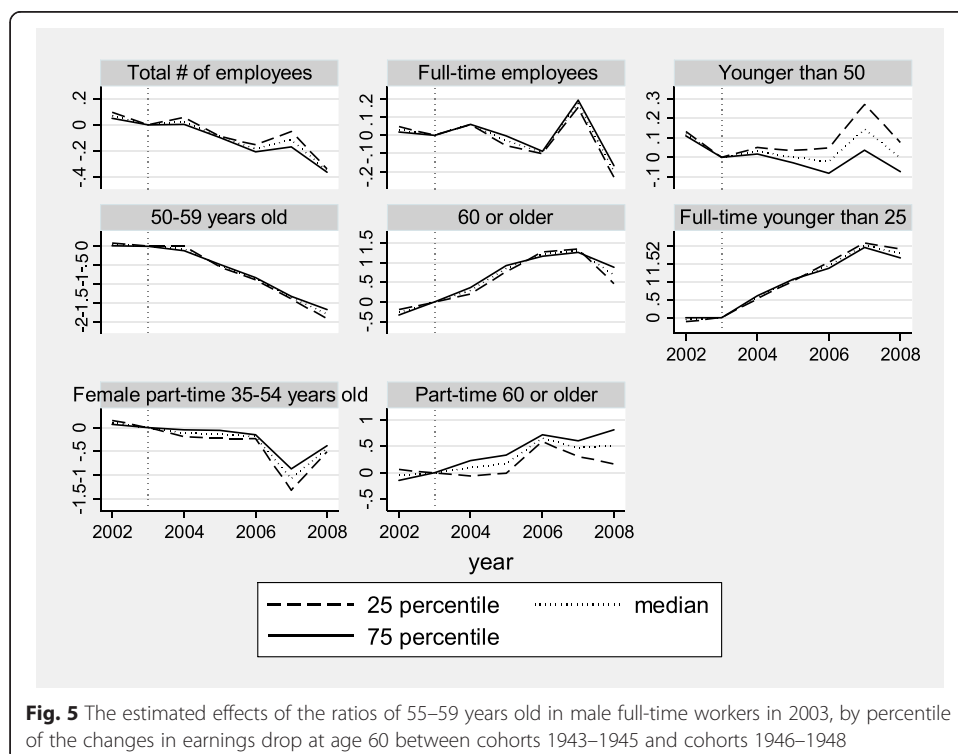 Total # of employees
Full-time employees
Younger than 50
.2
0
-.2
-.4
.2
.1
0
-.1
-.2
.3
.2
.1
0
-.1
50-59 years old
60 or older
Full-time younger than 25
0
-.5
-1
-1.5
-2
1.5
1
.5
0
-.5
2
1.5
1
.5
0
2002 2004 2006 2008
Female part-time 35-54 years old
Part-time 60 or older
0
-.5
-1
-1.5
1
.5
0
-.5
2002 2004 2006 2008
2002 2004 2006 2008
year
25 percentile
median
75 percentile
Fig. 5 The estimated effects of the ratios of 55–59 years old in male full-time workers in 2003, by percentile
of the changes in earnings drop at age 60 between cohorts 1943–1945 and cohorts 1946–1948